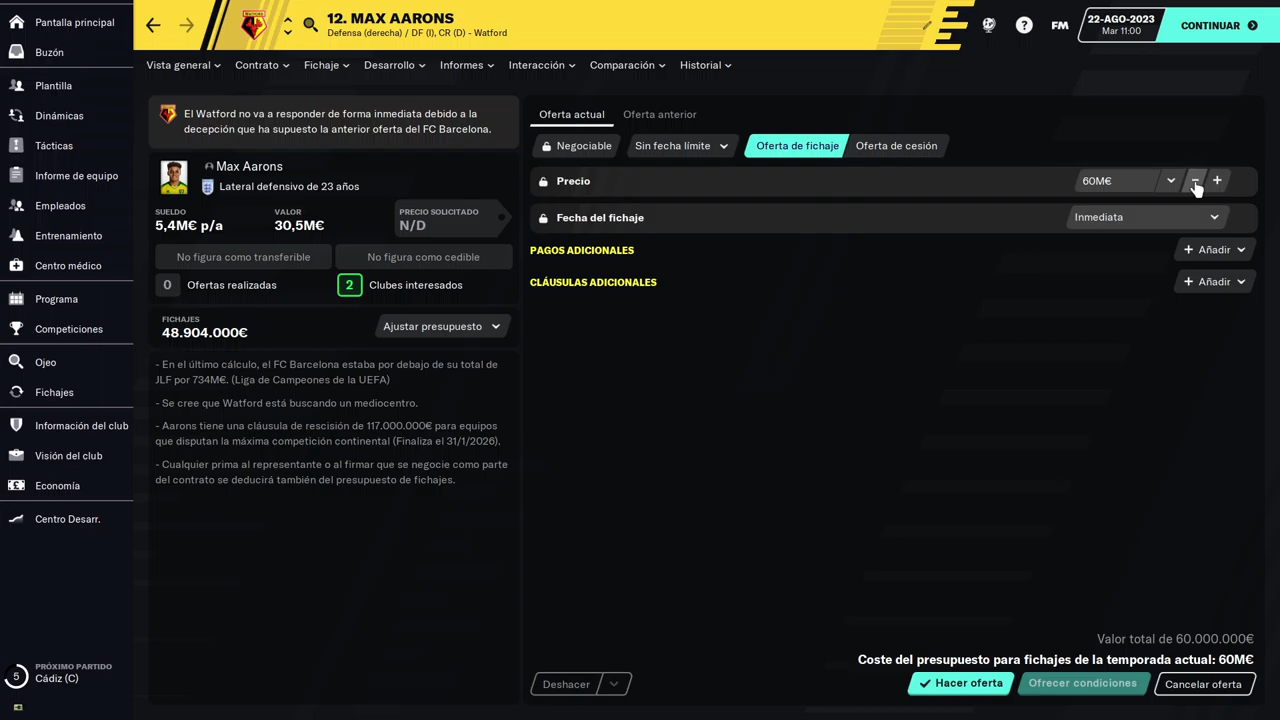 Pantalla principal
Buzón
Plantilla
Dinámicas
Tácticas
Informe de equipo
Empleados
Entrenamiento
Centro médico
Programa
Competiciones
Ojeo
Fichajes
Información del club
Visión del club
Economía
Centro Desarr.
5
PRÓXIMO PARTIDO
Cádiz (C)
12. MAX AARONS
Defensa (derecha) / DF (I), CR (D) - Watford
?
FM
22-AGO-2023
Mar 11:00
CONTINUAR
Vista general
Contrato
Fichaje
Desarrollo
Informes
Interacción
Comparación
Historial
El Watford no va a responder de forma inmediata debido a la
decepción que ha supuesto la anterior oferta del FC Barcelona.
Max Aarons
Lateral defensivo de 23 años
SUELDO
5,4M€ p/a
VALOR
30,5M€
PRECIO SOLICITADO
N/D
No figura como transferible
No figura como cedible
0 Ofertas realizadas
2 Clubes interesados
FICHAJES
48.904.000€
Ajustar presupuesto
- En el último cálculo, el FC Barcelona estaba por debajo de su total de
JLF por 734M€. (Liga de Campeones de la UEFA)
- Se cree que Watford está buscando un mediocentro.
- Aarons tiene una cláusula de rescisión de 117.000.000€ para equipos
que disputan la máxima competición continental (Finaliza el 31/1/2026),
- Cualquier prima al representante o al firmar que se negocie como parte
del contrato se deducirá también del presupuesto de fichajes.
Oferta actual
Oferta anterior
Negociable
Sin fecha límite
Oferta de fichaje
Oferta de cesión
Precio
60M€
- +
Fecha del fichaje
Inmediata
PAGOS ADICIONALES
+ Añadir
CLÁUSULAS ADICIONALES
+ Añadir
Valor total de 60.000.000€
Coste del presupuesto para fichajes de la temporada actual: 60M€
Deshacer
Hacer oferta
Ofrecer condiciones
Cancelar oferta